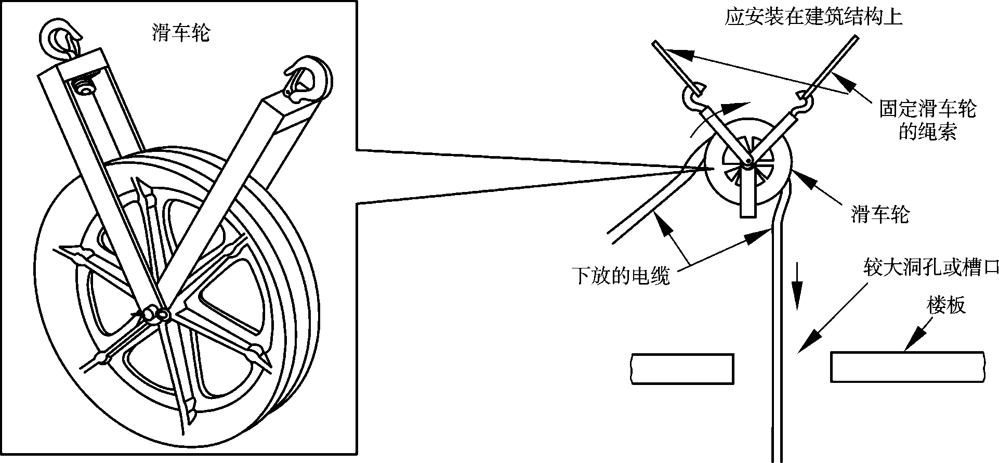 滑车轮
应安装在建筑结构上
固定滑车轮
的绳索
滑车轮
下放的电缆
较大洞孔或槽口
楼板